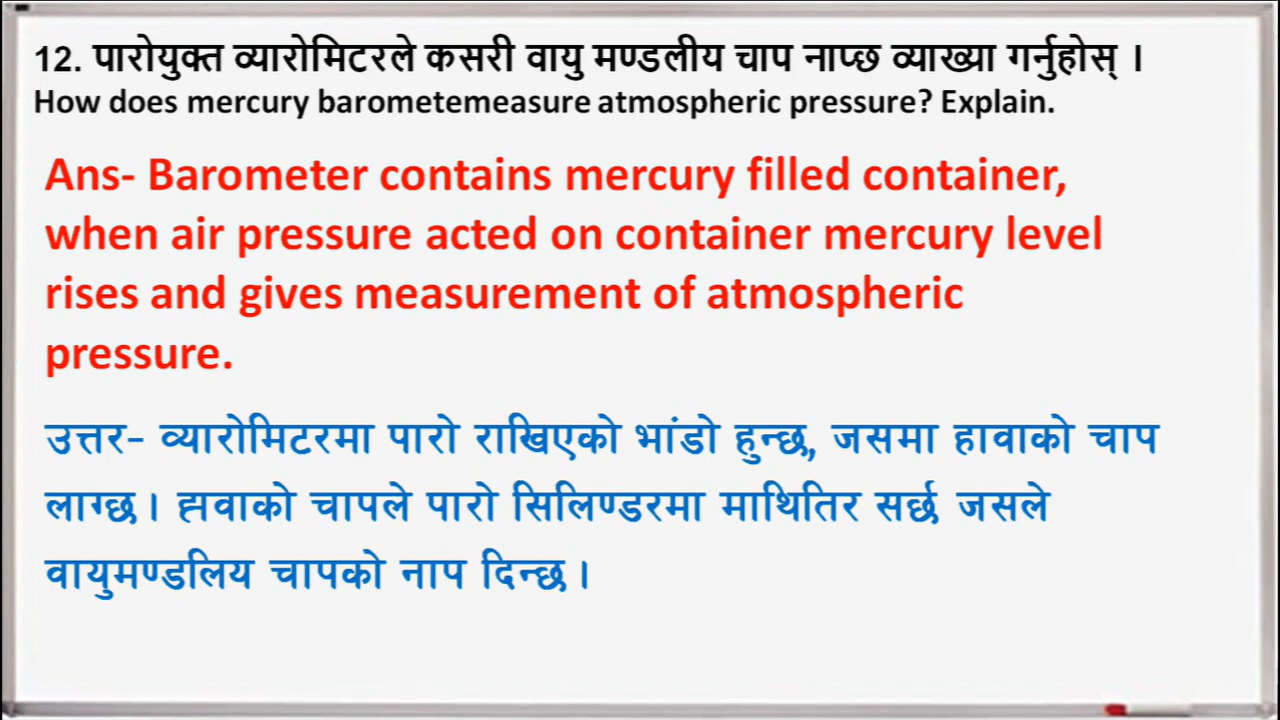 12. पारोयुक्त व्यारोमिटरले कसरी वायु मण्डलीय चाप नाप्छ व्याख्या गर्नुहोस् ।
How does mercury barometemeasure atmospheric pressure? Explain.
Ans- Barometer contains mercury filled container,
when air pressure acted on container mercury level
rises and gives measurement of atmospheric
pressure.
उत्तर- व्यारोमिटरमा पारो राखिएको भांडो हुन्छ, जसमा हावाको चाप
लाग्छ । ह्मवाको चापले पारो सिलिण्डरमा माथितिर सर्छ जसले
वायुमण्डलिय चापको नाप दिन्छ ।